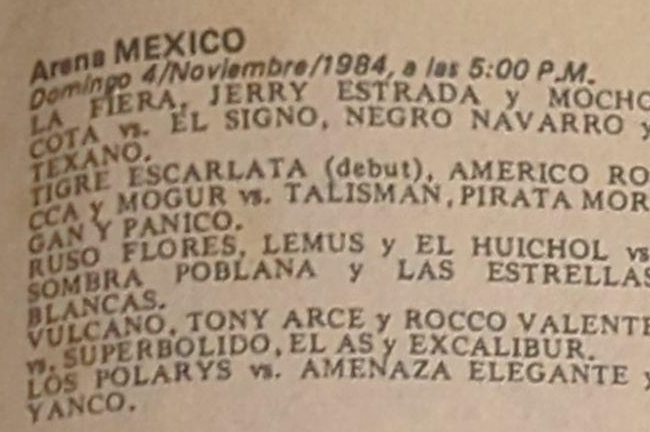 Arena MEXICO
Domingo 4/Noviembre/1984, a las 5:00 P.M.
LA FIERA, JERRY ESTRADA y MOCHO
COTA vs. EL SIGNO, NEGRO NAVARRO y
TEXANO.
TIGRE ESCARLATA (debut), AMERICO RO
CCA y MOGUR vs. TALISMAN, PIRATA MOR
GAN Y PANICO.
RUSO FLORES, LEMUS y EL HUICHOL vs.
SOMBRA POBLANA y LAS ESTRELLAS
BLANCAS.
VULCANO, TONY ARCE y ROCCO VALENTE
vs. SUPERBOLIDO, EL AS y EXCALIBUR.
LOS POLARYS vs. AMENAZA ELEGANTE y
YANCO.